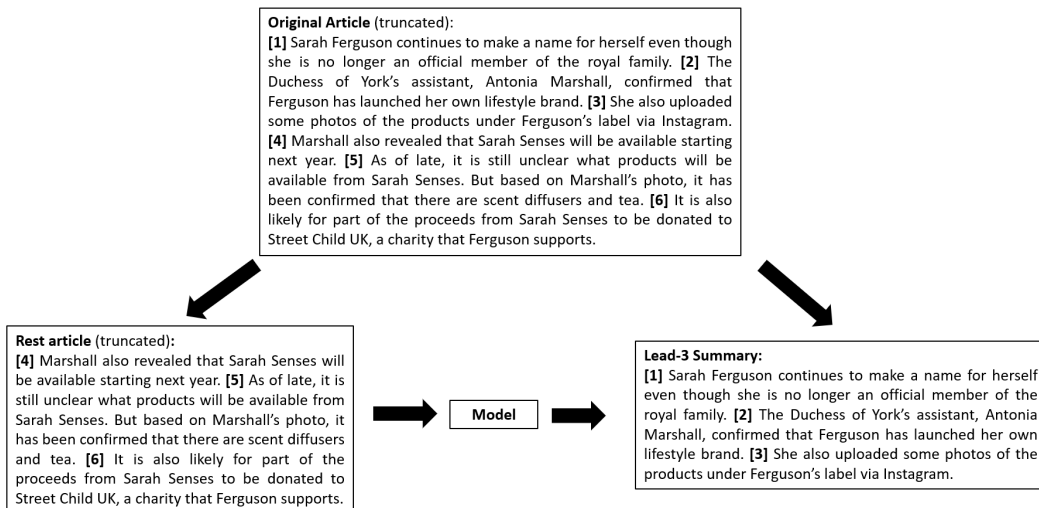 Original Article (truncated):
[1] Sarah Ferguson continues to make a name for herself even though
she is no longer an official member of the royal family. [2] The
Duchess of York's assistant, Antonia Marshall, confirmed that
Ferguson has launched her own lifestyle brand. [3] She also uploaded
some photos of the products under Ferguson's label via Instagram.
[4] Marshall also revealed that Sarah Senses will be available starting
next year. [5] As of late, it is still unclear what products will be
available from Sarah Senses. But based on Marshall's photo, it has
been confirmed that there are scent diffusers and tea. [6] It is also
likely for part of the proceeds from Sarah Senses to be donated to
Street Child UK, a charity that Ferguson supports.
Rest article (truncated):
[4] Marshall also revealed that Sarah Senses will
be available starting next year. [5] As of late, it is
still unclear what products will be available from
Sarah Senses. But based on Marshall's photo, it
has been confirmed that there are scent diffusers
and tea. [6] It is also likely for part of the
proceeds from Sarah Senses to be donated to
Street Child UK, a charity that Ferguson supports.
Model
Lead-3 Summary:
[1] Sarah Ferguson continues to make a name for herself
even though she is no longer an official member of the
royal family. [2] The Duchess of York's assistant, Antonia
Marshall, confirmed that Ferguson has launched her own
lifestyle brand. [3] She also uploaded some photos of the
products under Ferguson's label via Instagram.